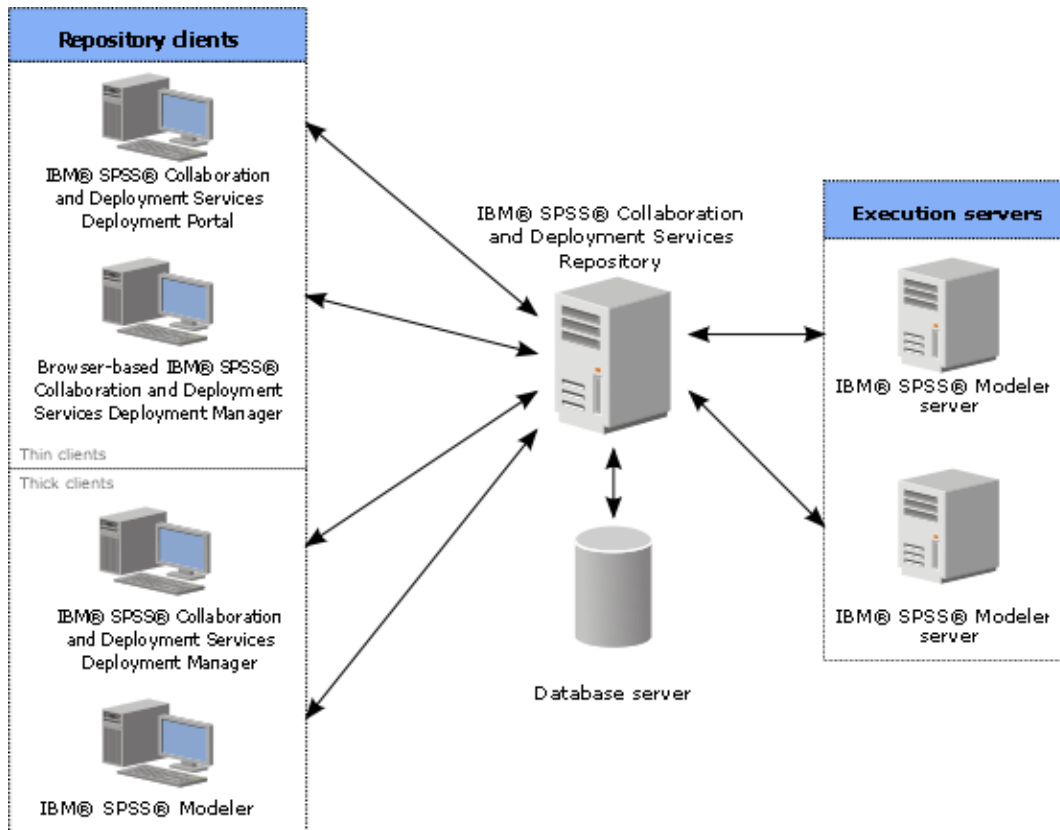 Repository clients
IBM® SPSS® Collaboration
and Deployment Services
Deployment Portal
Browser-based IBM® SPSS®
Collaboration and Deployment
Services Deployment Manager
Thin clients
Thick clients
IBM® SPSS® Collaboration
and Deployment Services
Deployment Manager
IBM® SPSS® Modeler
IBM® SPSS® Collaboration
and Deployment Services
Repository
Database server
Execution servers
IBM® SPSS® Modeler
server
IBM® SPSS® Modeler
server